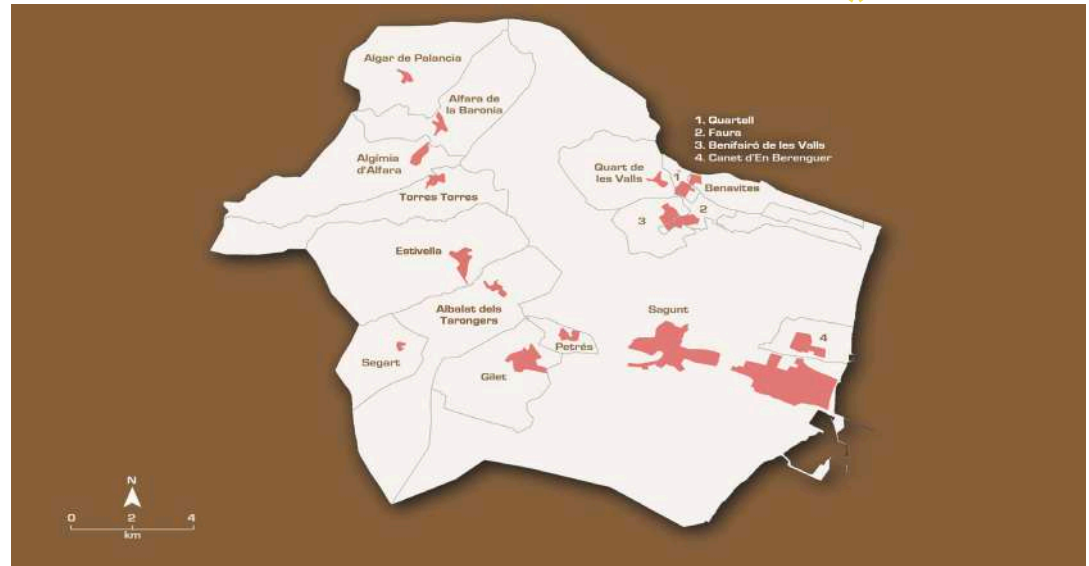 Algar de Palancia
Alfara de
la Baronia
1. Quartell
2. Faura
3. Benifairó de les Valls
4. Canet d'En Berenguer
Algimia
d'Alfara
Quart de
les Valls
1
Benavites
Torres Torres
2
3
Estivella
Albalat dels
Tarongers
Sagunt
4
Petrés
Segart
Gilet
N
0 2 4
km